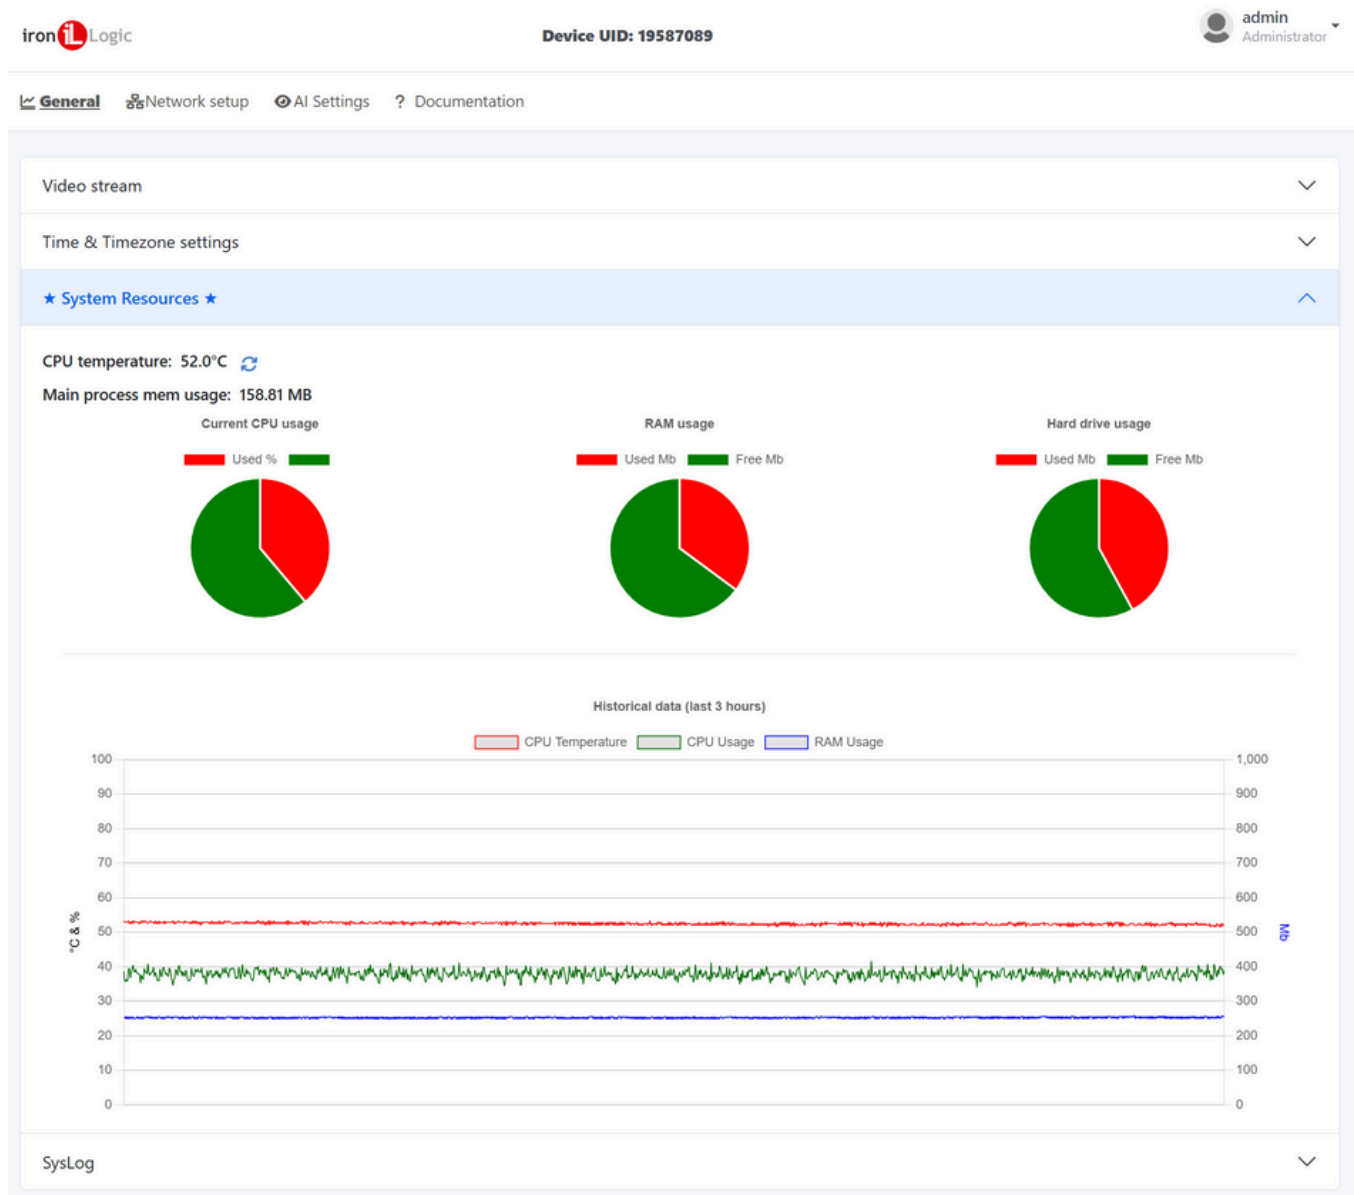 iron iL Logic
Device UID: 19587089
admin
Administrator
General Network setup AI Settings ? Documentation
Video stream
Time & Timezone settings
★ System Resources ★
CPU temperature: 52.0°C
Main process mem usage: 158.81 MB
Current CPU usage
Used %
RAM usage
Used Mb Free Mb
Hard drive usage
Used Mb Free Mb
Historical data (last 3 hours)
CPU Temperature CPU Usage RAM Usage
100 1,000
90 900
80 800
70 700
60 600
50 500
40 400
30 300
20 200
10 100
0 0
°C & %
Mb
SysLog